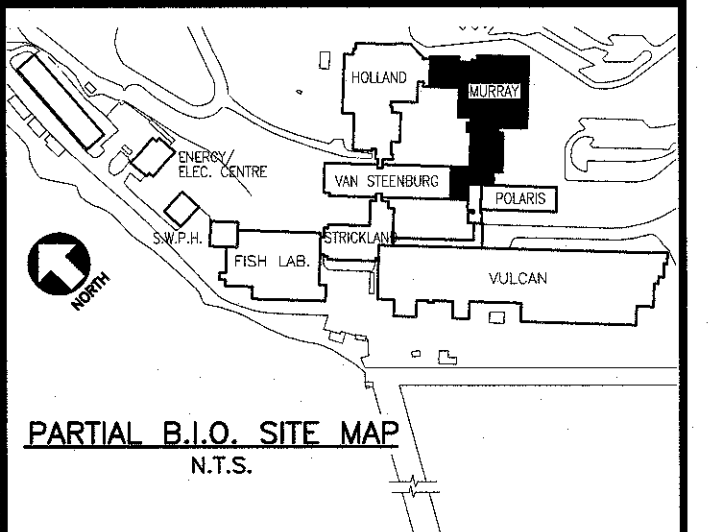 HOLLAND
MURRAY
ENERGY/
ELEC. CENTRE
VAN STEENBURG
POLARIS
S.W.P.H.
STRICKLAND
FISH LAB.
VULCAN
NORTH
PARTIAL B.I.O. SITE MAP
N.T.S.